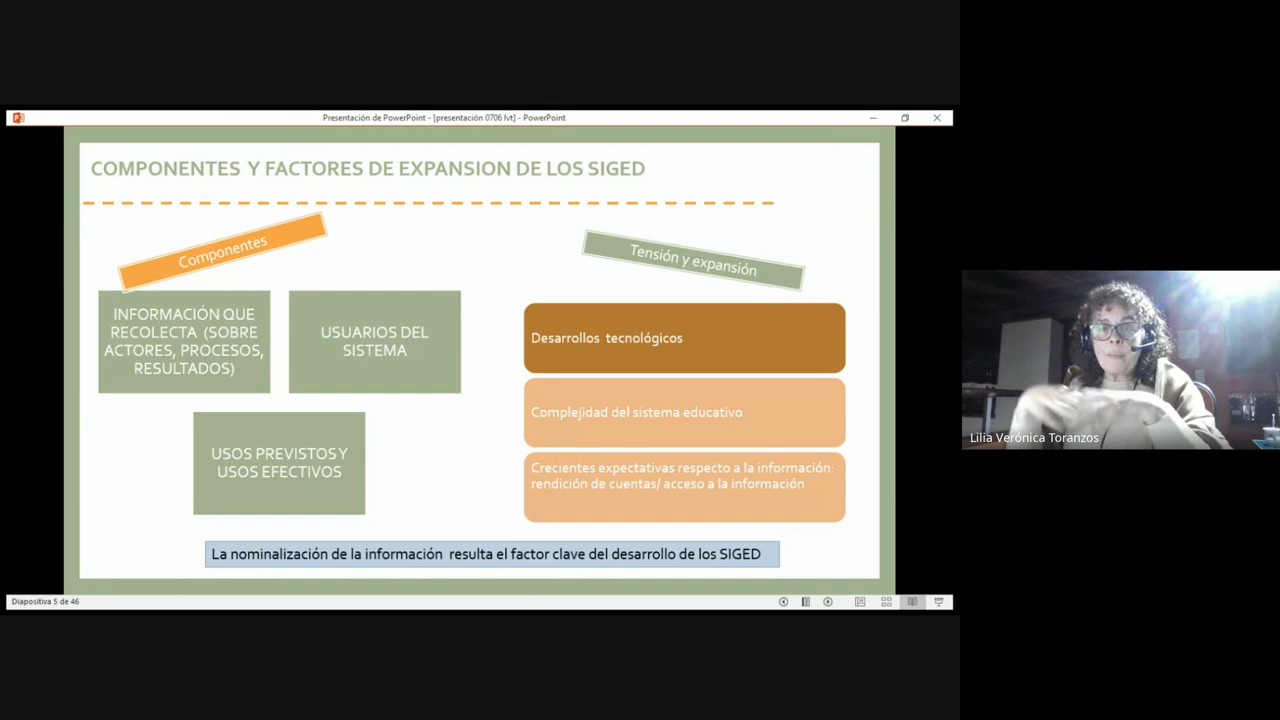 Presentación de PowerPoint - [presentación 0706 lvt] - PowerPoint
COMPONENTES Y FACTORES DE EXPANSION DE LOS SIGED
Componentes
INFORMACIÓN QUE
RECOLECTA (SOBRE
ACTORES, PROCESOS,
RESULTADOS)
USUARIOS DEL
SISTEMA
USOS PREVISTOS Y
USOS EFECTIVOS
Tensión y expansión
Desarrollos tecnológicos
Complejidad del sistema educativo
Crecientes expectativas respecto a la información:
rendición de cuentas/ acceso a la información
La nominalización de la información resulta el factor clave del desarrollo de los SIGED
Diapositiva 5 de 46
Lilia Verónica Toranzos